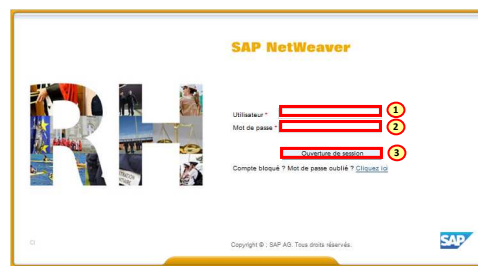 SAP NetWeaver
RH
Utilisateur *
1
Mot de passe *
2
Ouverture de session
3
Compte bloqué ? Mot de passe oublié ? Cliquez ici
Copyright © ; SAP AG. Tous droits réservés.
SAP